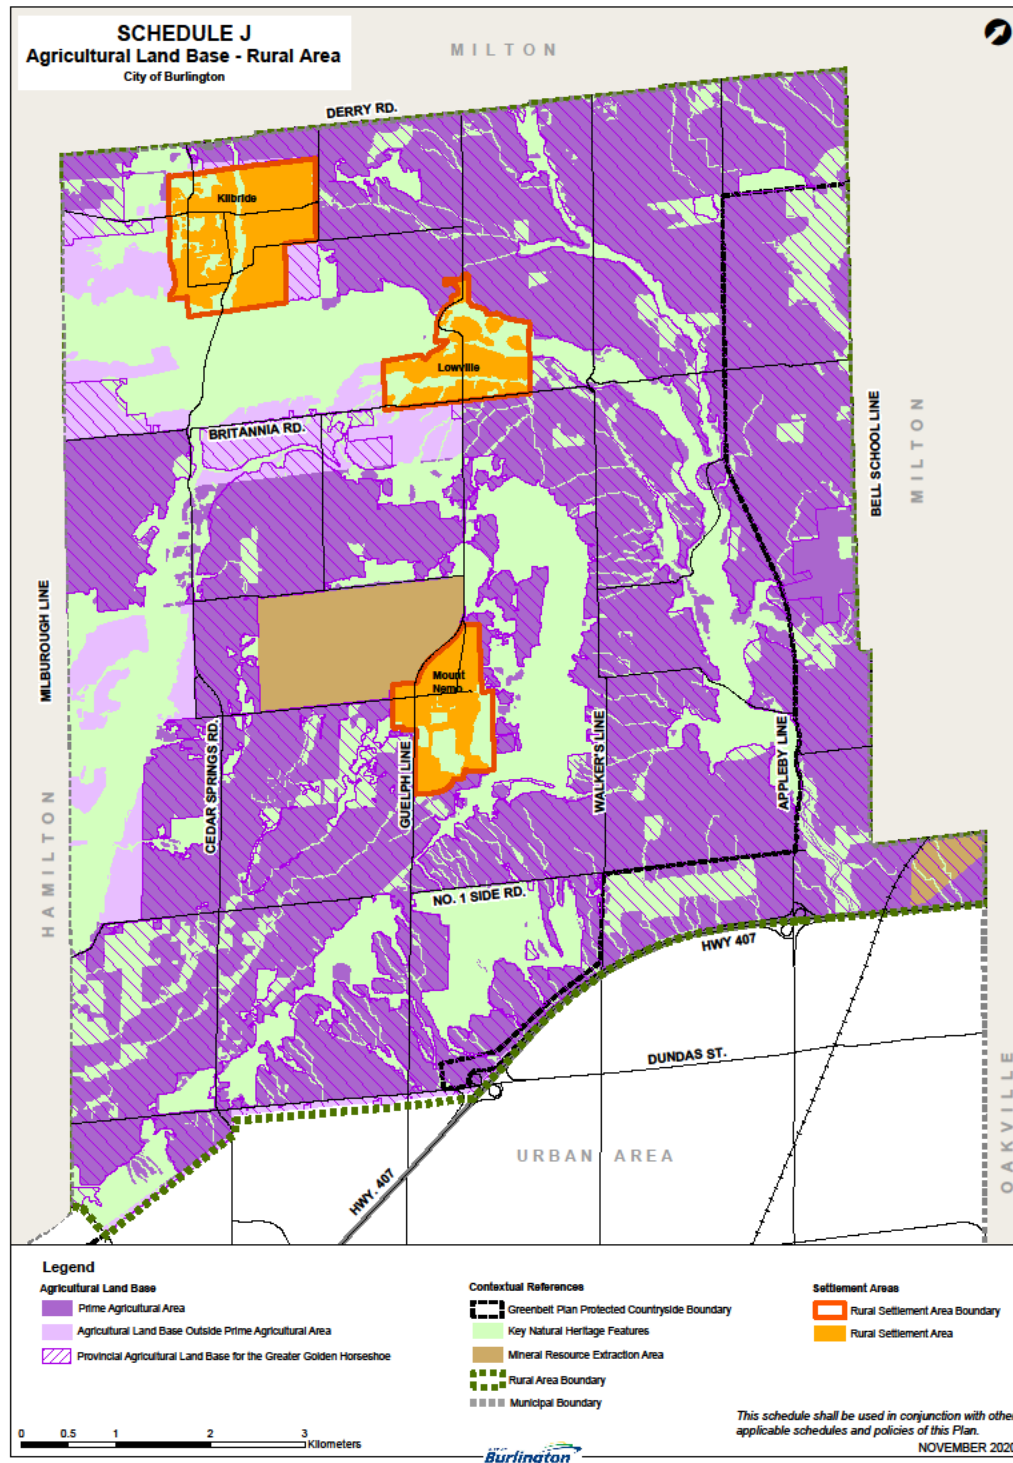 SCHEDULE J
Agricultural Land Base - Rural Area
City of Burlington
MILTON
DERRY RD.
Kilbride
Lowville
BRITANNIA RD.
BELL SCHOOL LINE
MILTON
MILBOROUGH LINE
Mount
Nemo
CEDAR SPRINGS RD.
GUELPH LINE
WALKER'S LINE
APPLEBY LINE
HAMILTON
NO. 1 SIDE RD.
HWY 407
DUNDAS ST.
OAKVILLE
URBAN AREA
HWY. 407
Legend
Agricultural Land Base
Prime Agricultural Area
Agricultural Land Base Outside Prime Agricultural Area
Provincial Agricultural Land Base for the Greater Golden Horseshoe
Contextual References
Greenbelt Plan Protected Countryside Boundary
Key Natural Heritage Features
Mineral Resource Extraction Area
Rural Area Boundary
Municipal Boundary
Settlement Areas
Rural Settlement Area Boundary
Rural Settlement Area
0 0.5 1 2 3
Kilometers
Burlington
This schedule shall be used in conjunction with other
applicable schedules and policies of this Plan.
NOVEMBER 2020